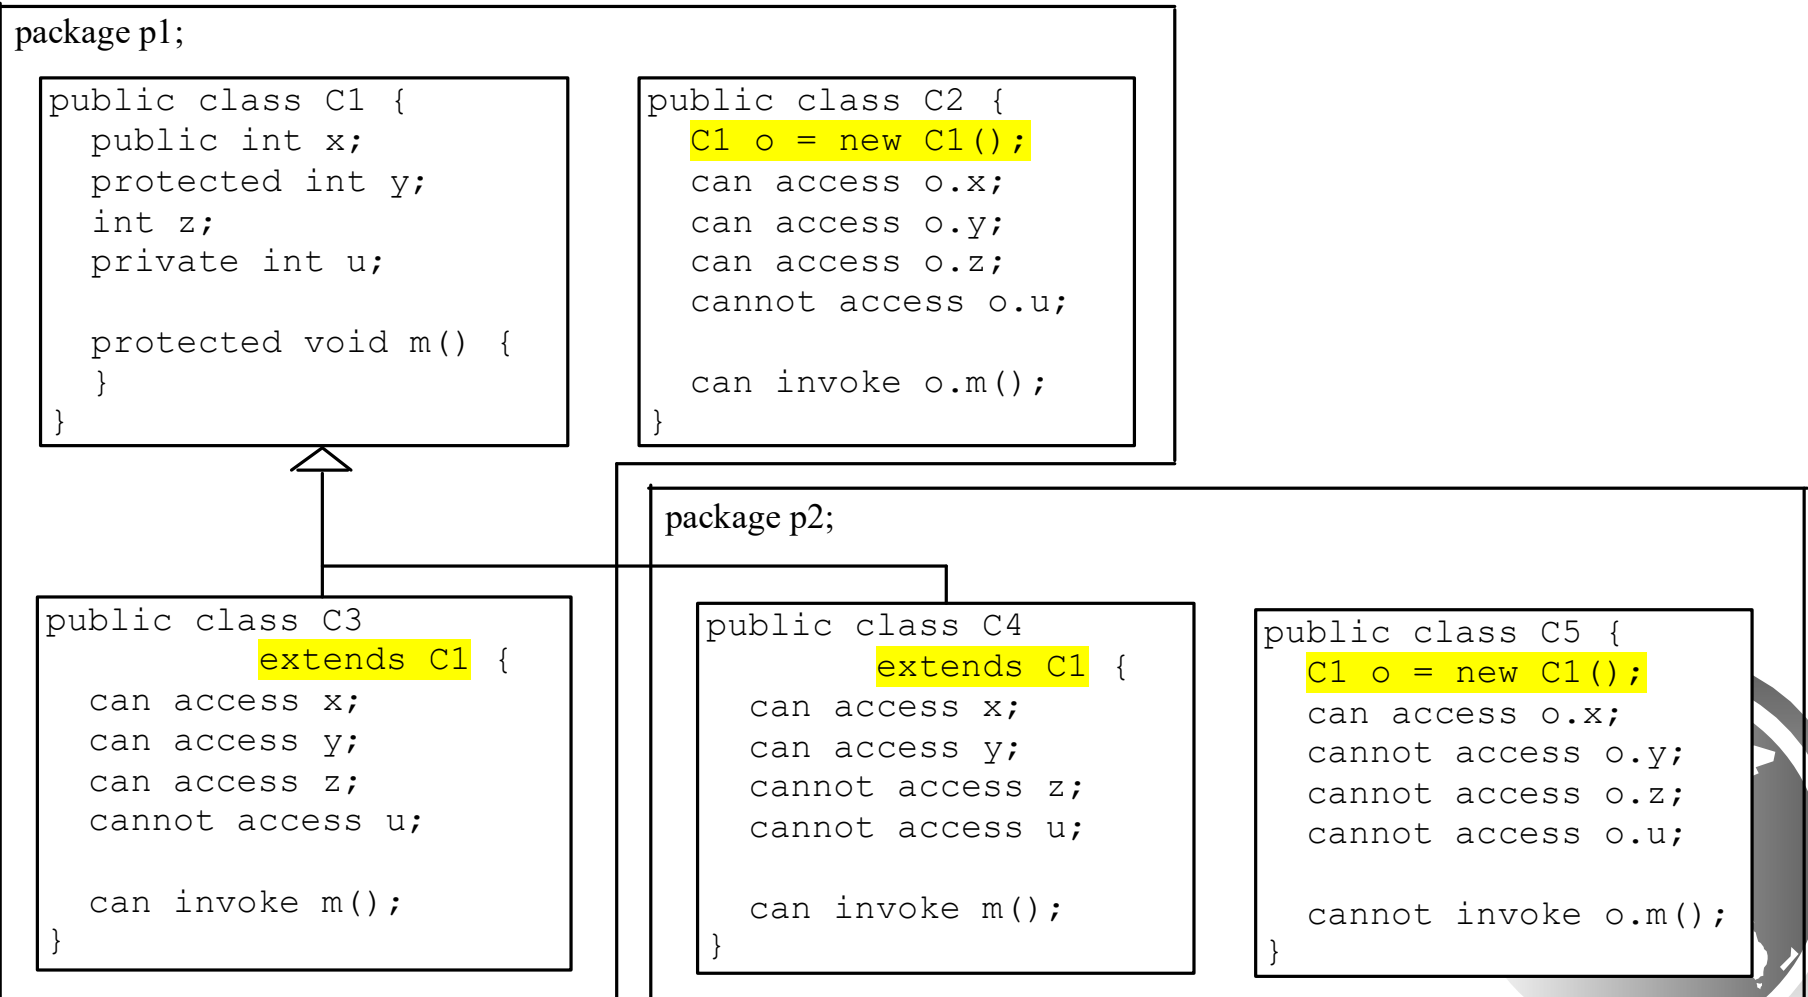 package p1;
public class C1 {
public int x;
protected int y;
int z;
private int u;
protected void m() {
}
}
public class C2 {
C1 o = new C1();
can access o.x;
can access o.y;
can access o.z;
cannot access o.u;
can invoke o.m();
}
public class C3
extends C1 {
can access x;
can access y;
can access z;
cannot access u;
can invoke m();
}
package p2;
public class C4
extends C1 {
can access x;
can access y;
cannot access z;
cannot access u;
can invoke m();
}
public class C5 {
C1 o = new C1();
can access o.x;
cannot access o.y;
cannot access o.z;
cannot access o.u;
cannot invoke o.m();
}